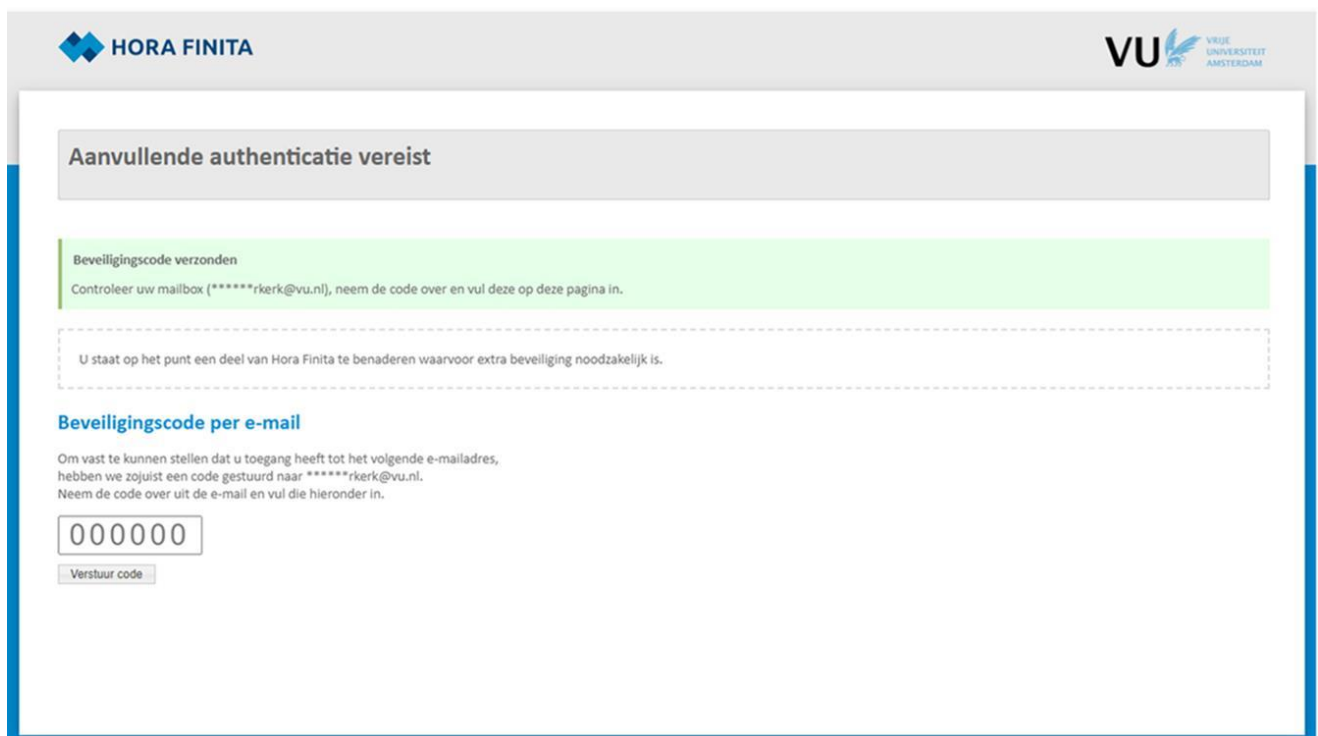 HORA FINITA
VU
VRIJE
UNIVERSITEIT
AMSTERDAM
Aanvullende authenticatie vereist
Beveiligingscode verzonden
Controleer uw mailbox (******rkerk@vu.nl), neem de code over en vul deze op deze pagina in.
U staat op het punt een deel van Hora Finita te benaderen waarvoor extra beveiliging noodzakelijk is.
Beveiligingscode per e-mail
Om vast te kunnen stellen dat u toegang heeft tot het volgende e-mailadres,
hebben we zojuist een code gestuurd naar ******rkerk@vu.nl.
Neem de code over uit de e-mail en vul die hieronder in.
000000
Verstuur code